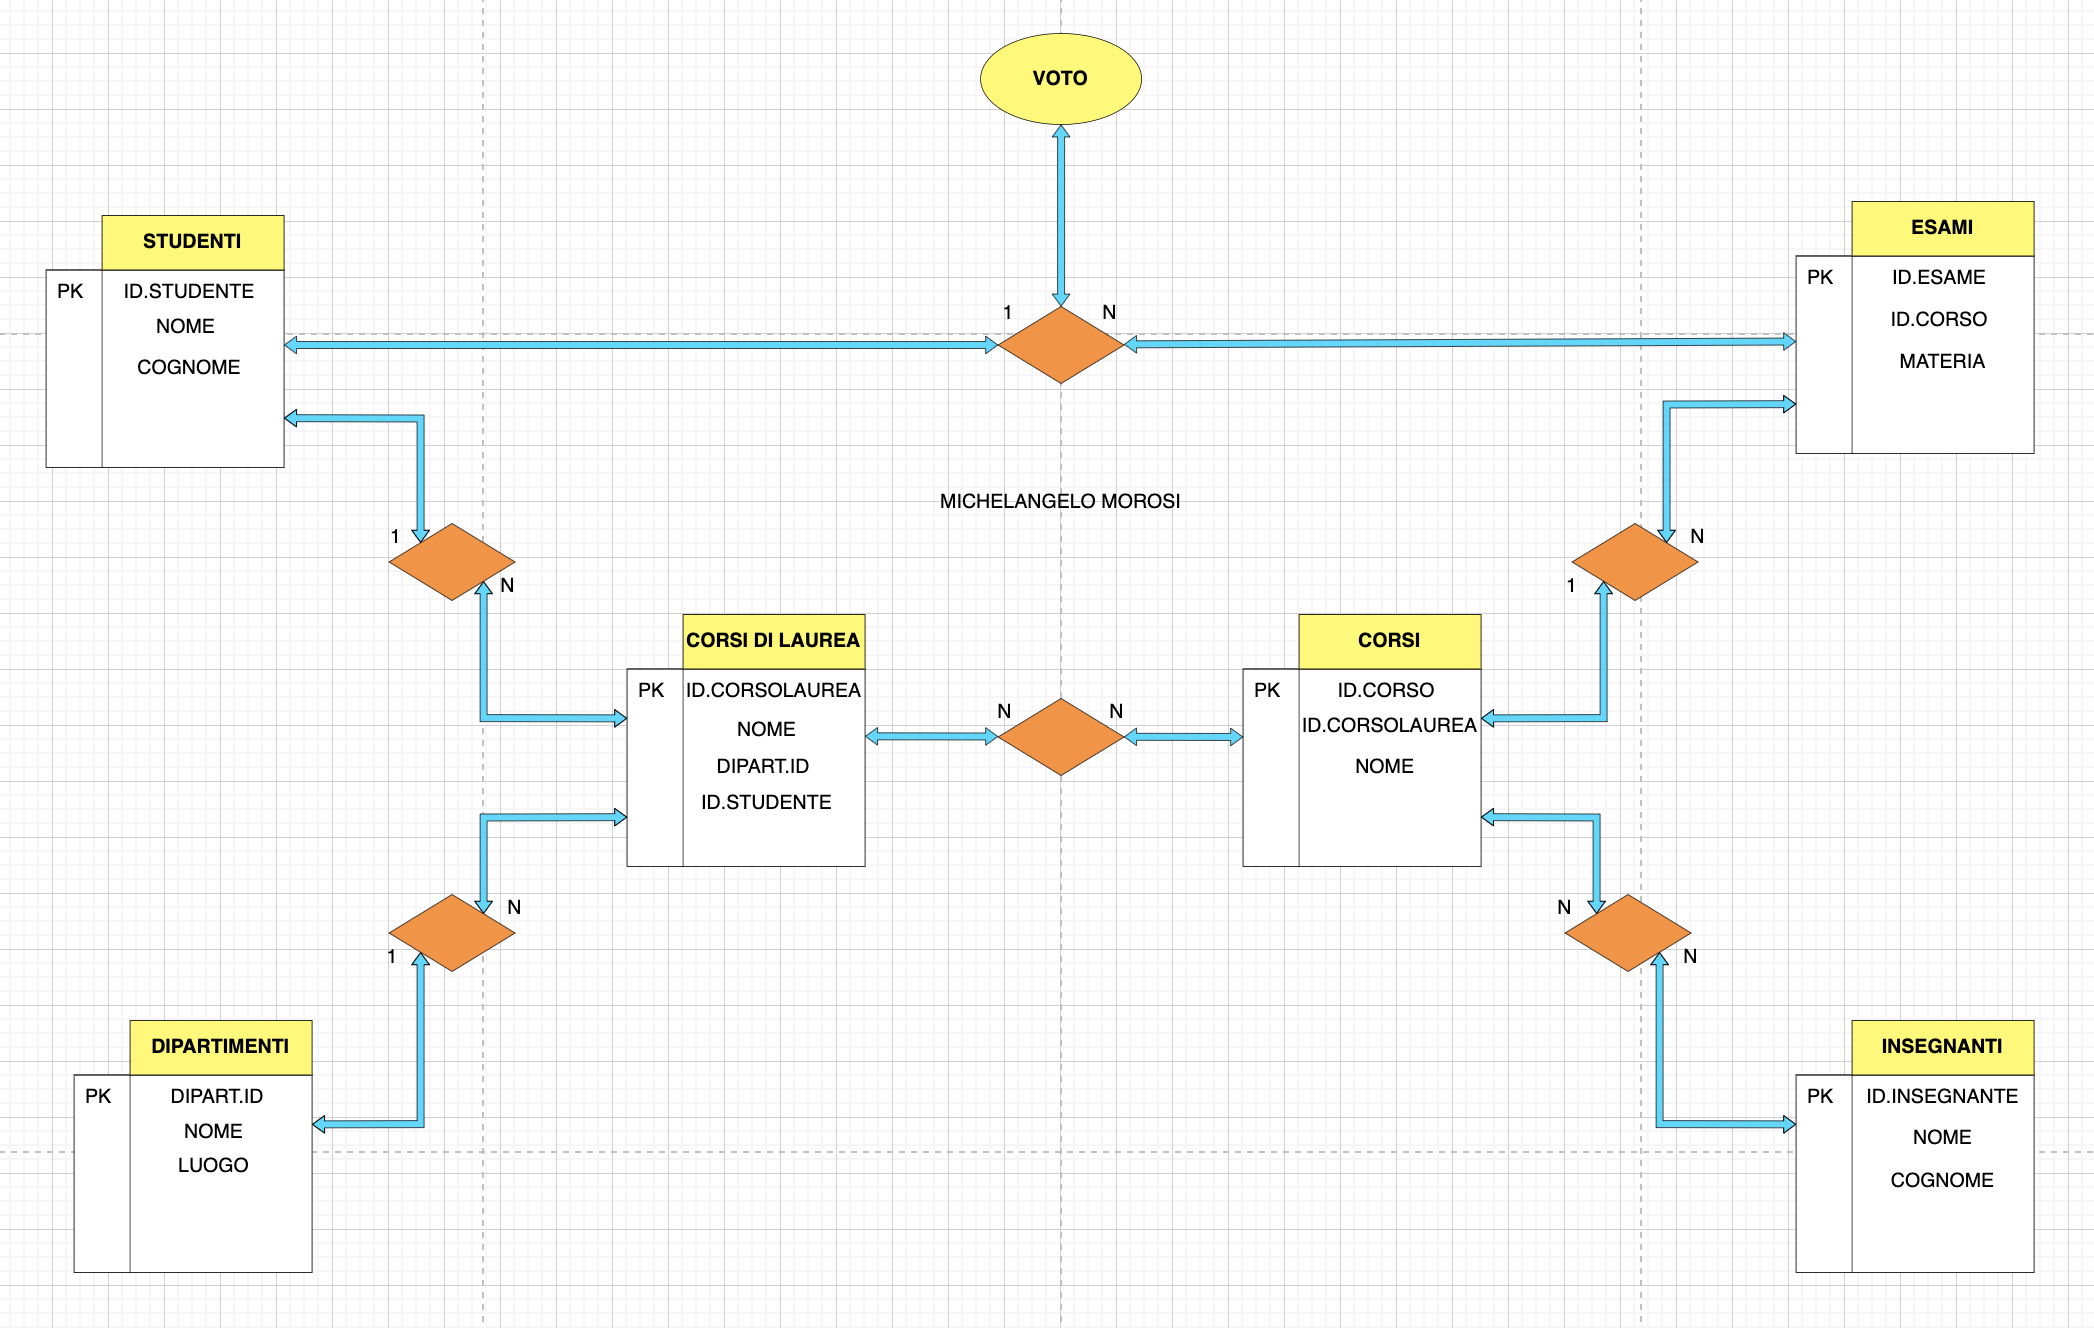 VOTO
STUDENTI
PK
ID.STUDENTE
NOME
COGNOME
1
N
ESAMI
PK
ID.ESAME
ID.CORSO
MATERIA
MICHELANGELO MOROSI
1
N
N
1
CORSI DI LAUREA
PK
ID.CORSOLAUREA
NOME
DIPART.ID
ID.STUDENTE
N
N
CORSI
PK
ID.CORSO
ID.CORSOLAUREA
NOME
N
1
N
N
DIPARTIMENTI
PK
DIPART.ID
NOME
LUOGO
INSEGNANTI
PK
ID.INSEGNANTE
NOME
COGNOME